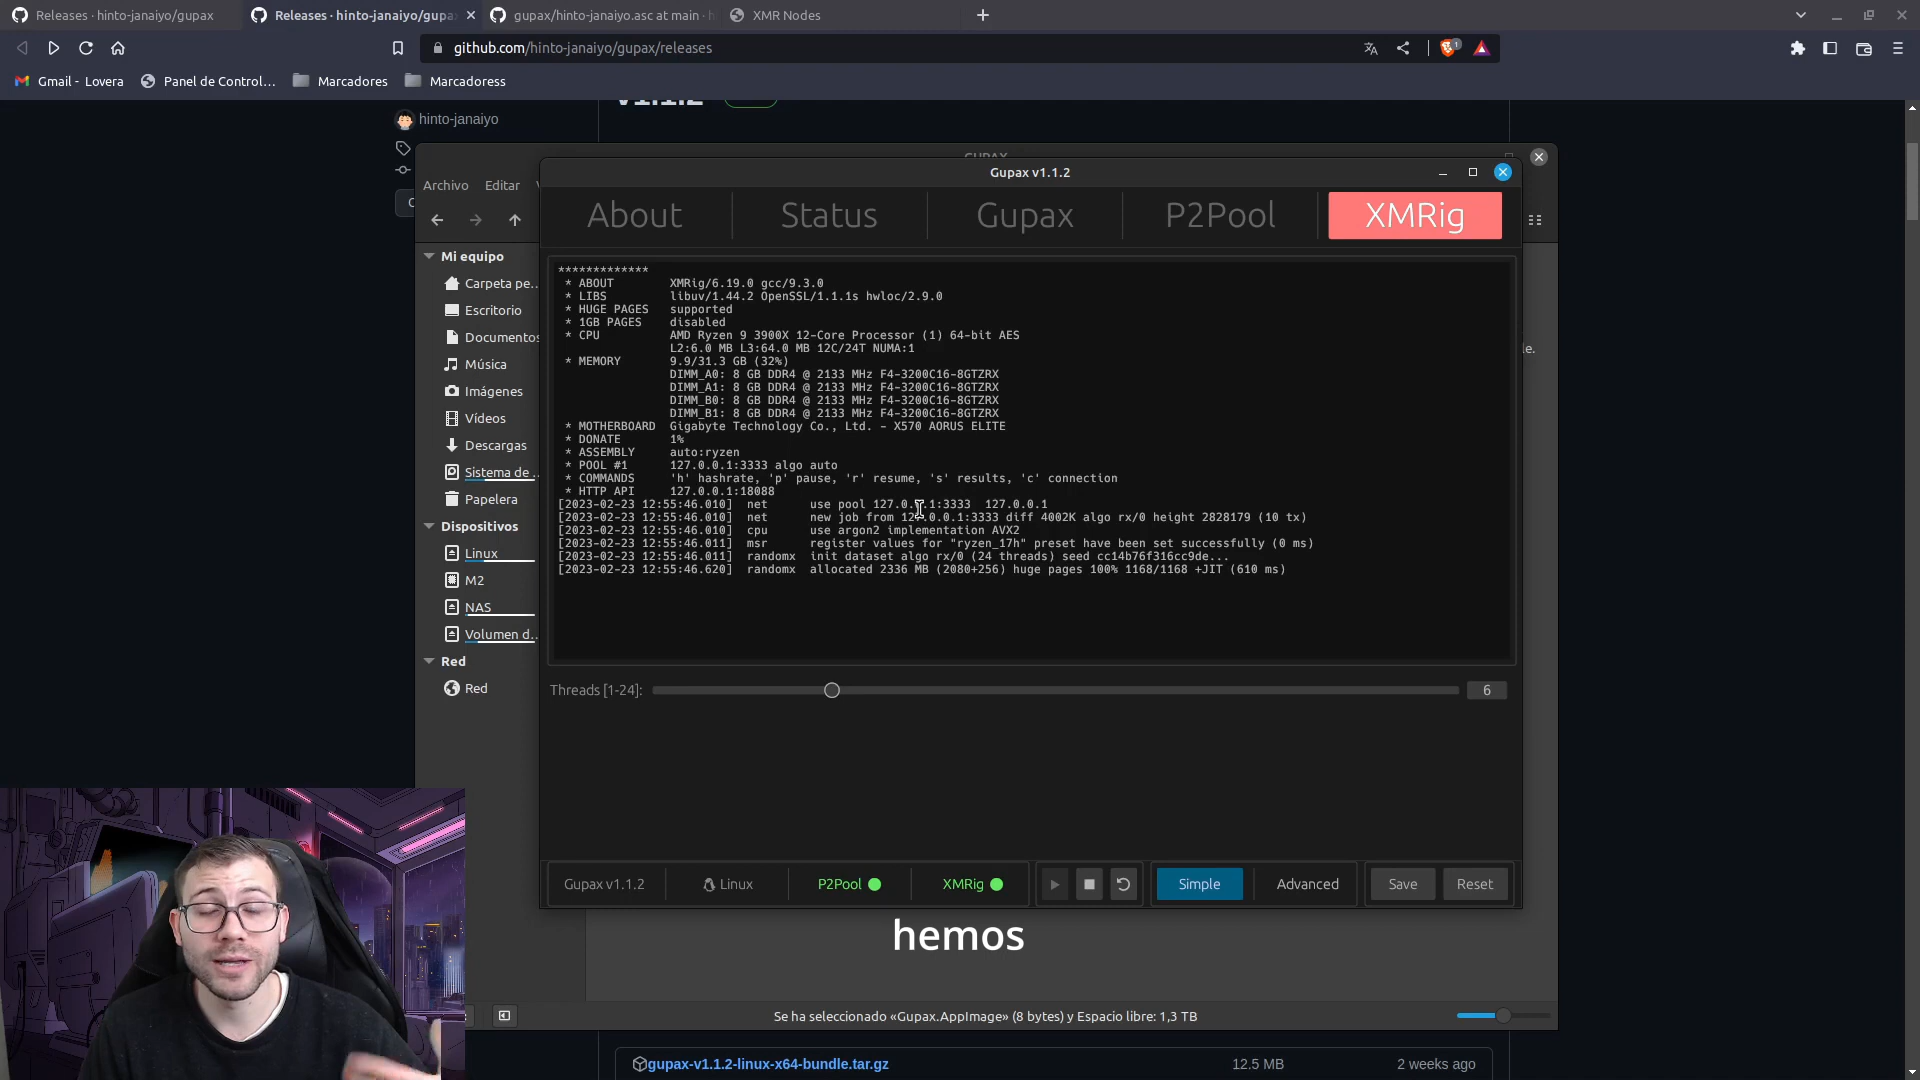 Releases · hinto-janaiyo/gupax
Releases · hinto-janaiyo/gupa
gupax/hinto-janaiyo.asc at main · h
XMR Nodes
github.com/hinto-janaiyo/gupax/releases
1
Gmail - Lovera
Panel de Control...
Marcadores
Marcadoress
v1.1.2
hinto-janaiyo
GUPAX
Archivo
Editar
Gupax v1.1.2
About
Status
Gupax
P2Pool
XMRig
Mi equipo
Carpeta pe...
Escritorio
Documentos
Música
Imágenes
Vídeos
Descargas
Sistema de ...
Papelera
Dispositivos
Linux
M2
NAS
Volumen d...
Red
Red
le.
*************
* ABOUT XMRig/6.19.0 gcc/9.3.0
* LIBS libuv/1.44.2 OpenSSL/1.1.1s hwloc/2.9.0
* HUGE PAGES supported
* 1GB PAGES disabled
* CPU AMD Ryzen 9 3900X 12-Core Processor (1) 64-bit AES
L2:6.0 MB L3:64.0 MB 12C/24T NUMA:1
* MEMORY 9.9/31.3 GB (32%)
DIMM_A0: 8 GB DDR4 @ 2133 MHz F4-3200C16-8GTZRX
DIMM_A1: 8 GB DDR4 @ 2133 MHz F4-3200C16-8GTZRX
DIMM_B0: 8 GB DDR4 @ 2133 MHz F4-3200C16-8GTZRX
DIMM_B1: 8 GB DDR4 @ 2133 MHz F4-3200C16-8GTZRX
* MOTHERBOARD Gigabyte Technology Co., Ltd. - X570 AORUS ELITE
* DONATE 1%
* ASSEMBLY auto:ryzen
* POOL #1 127.0.0.1:3333 algo auto
* COMMANDS 'h' hashrate, 'p' pause, 'r' resume, 's' results, 'c' connection
* HTTP API 127.0.0.1:18088
[2023-02-23 12:55:46.010] net use pool 127.0.0.1:3333 127.0.0.1
[2023-02-23 12:55:46.010] net new job from 127.0.0.1:3333 diff 4002K algo rx/0 height 2828179 (10 tx)
[2023-02-23 12:55:46.010] cpu use argon2 implementation AVX2
[2023-02-23 12:55:46.011] msr register values for "ryzen_17h" preset have been set successfully (0 ms)
[2023-02-23 12:55:46.011] randomx init dataset algo rx/0 (24 threads) seed cc14b76f316cc9de...
[2023-02-23 12:55:46.620] randomx allocated 2336 MB (2080+256) huge pages 100% 1168/1168 +JIT (610 ms)
Threads [1-24]:
6
Gupax v1.1.2
Linux
P2Pool
XMRig
Simple
Advanced
Save
Reset
hemos
Se ha seleccionado «Gupax.AppImage» (8 bytes) y Espacio libre: 1,3 TB
gupax-v1.1.2-linux-x64-bundle.tar.gz
12.5 MB
2 weeks ago